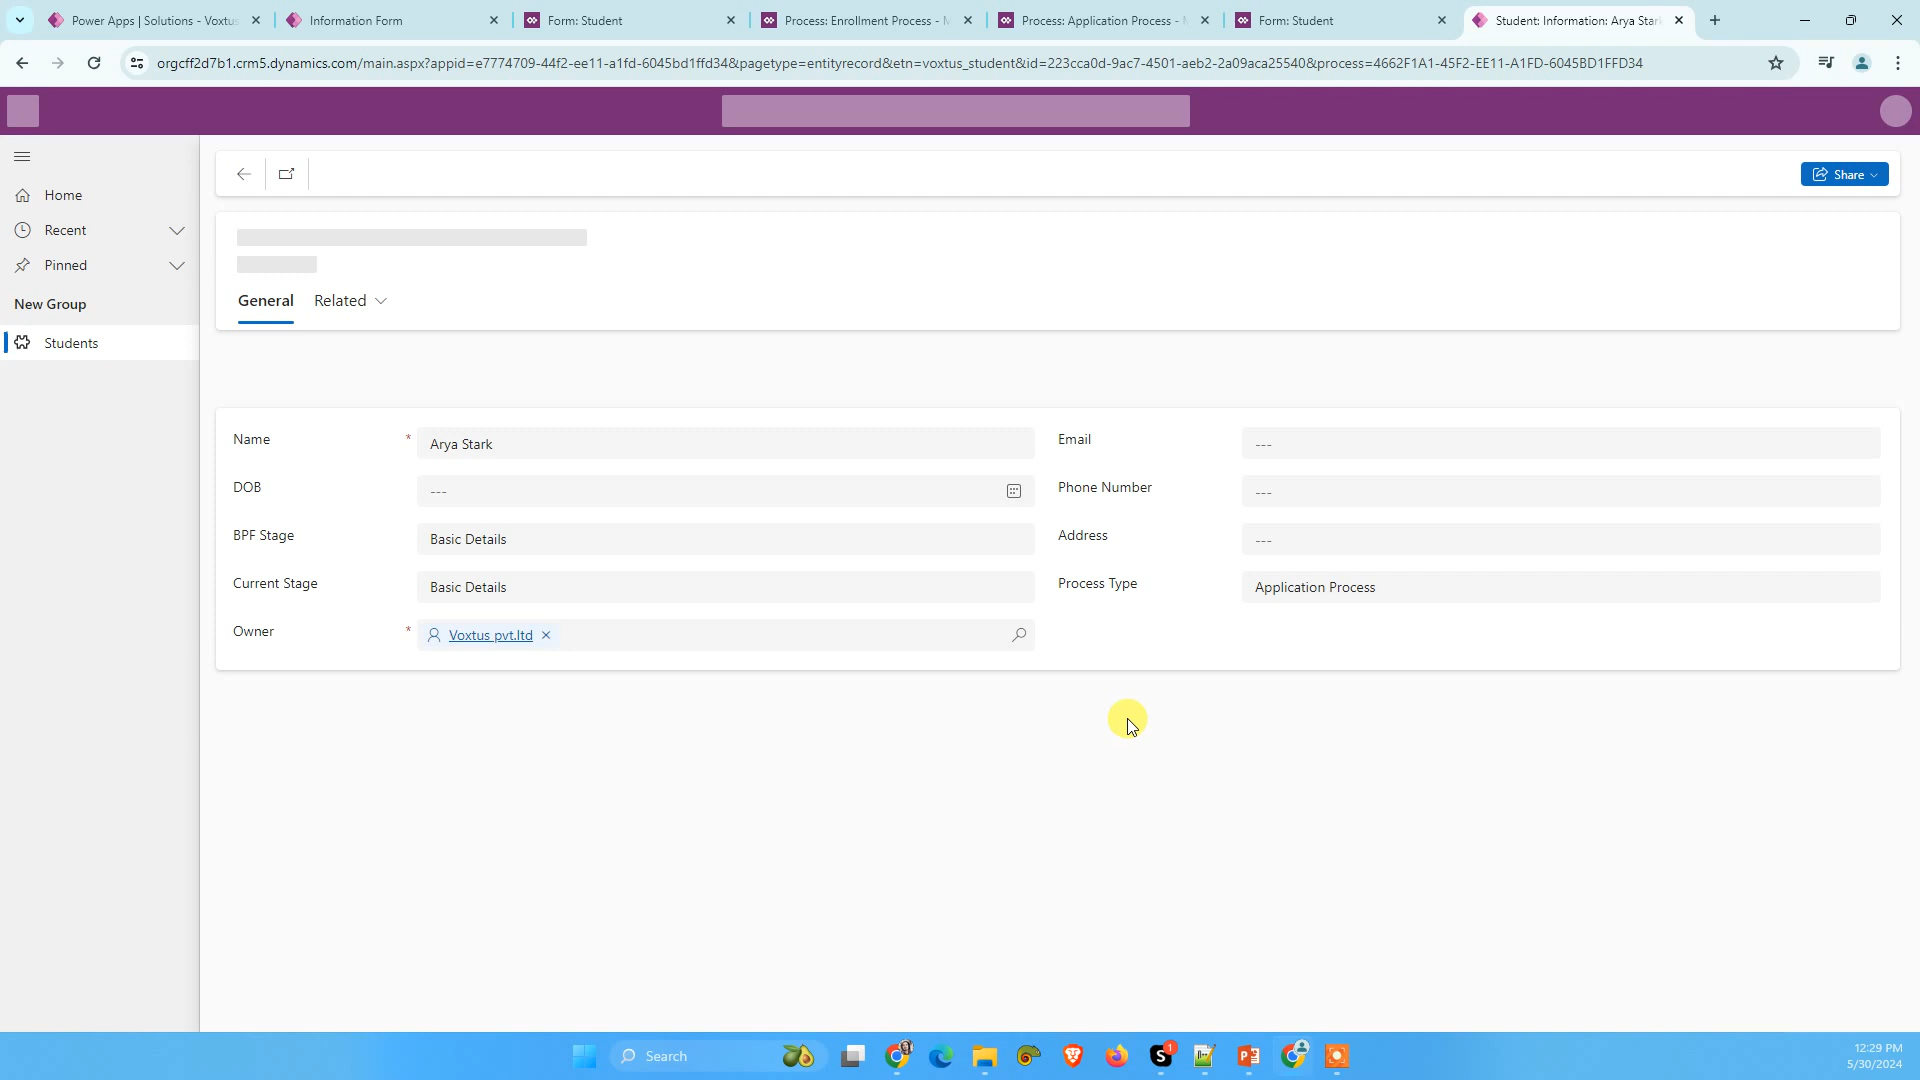 Power Apps | Solutions - Voxtus
Information Form
Form: Student
Process: Enrollment Process - M
Process: Application Process - M
Form: Student
Student: Information: Arya Star
orgcff2d7b1.crm5.dynamics.com/main.aspx?appid=e7774709-44f2-ee11-a1fd-6045bd1ffd34&pagetype=entityrecord&etn=voxtus_student&id=223cca0d-9ac7-4501-aeb2-2a09aca25540&process=4662F1A1-45F2-EE11-A1FD-6045BD1FFD34
Share
Home
Recent
Pinned
New Group
Students
General
Related
Name * Arya Stark
Email ---
DOB ---
Phone Number ---
BPF Stage Basic Details
Address ---
Current Stage Basic Details
Process Type Application Process
Owner * Voxtus pvt.ltd
Search
1
12:29 PM
5/30/2024